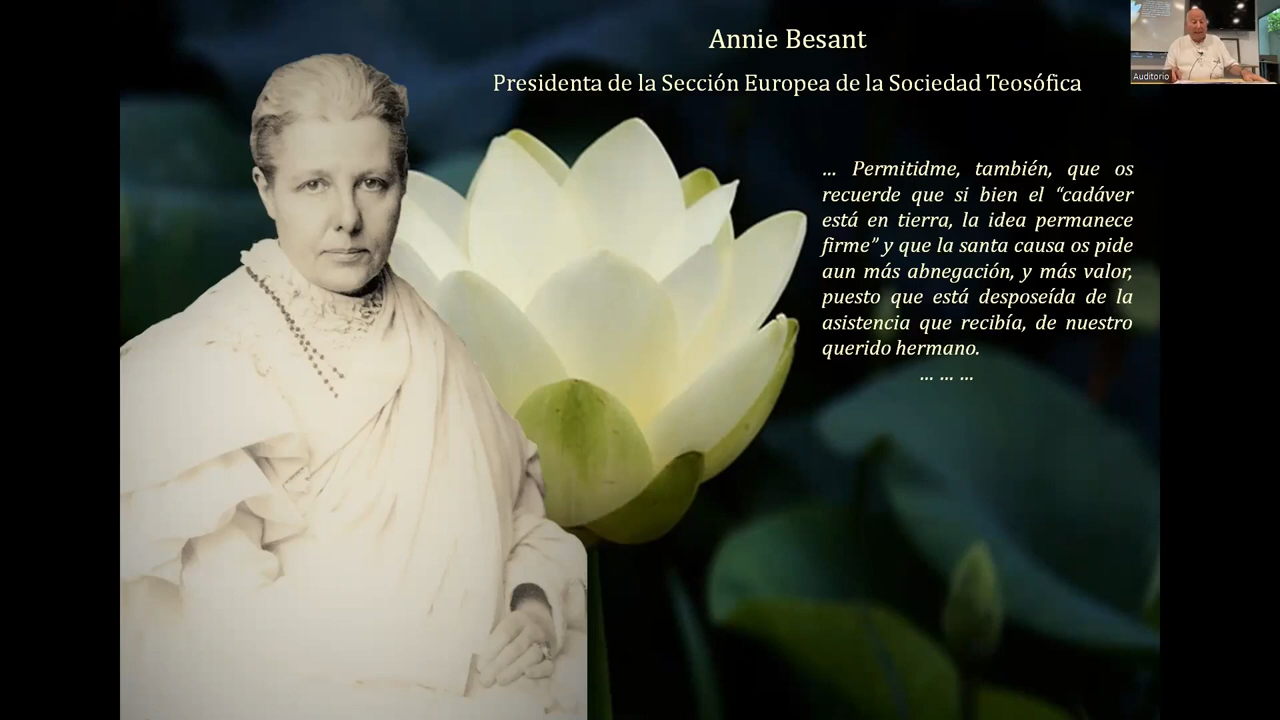 Annie Besant
Presidenta de la Sección Europea de la Sociedad Teosófica
… Permitidme, también, que os
recuerde que si bien el “cadáver
está en tierra, la idea permanece
firme” y que la santa causa os pide
aun más abnegación, y más valor,
puesto que está desposeída de la
asistencia que recibía, de nuestro
querido hermano.
… … …
Auditorio